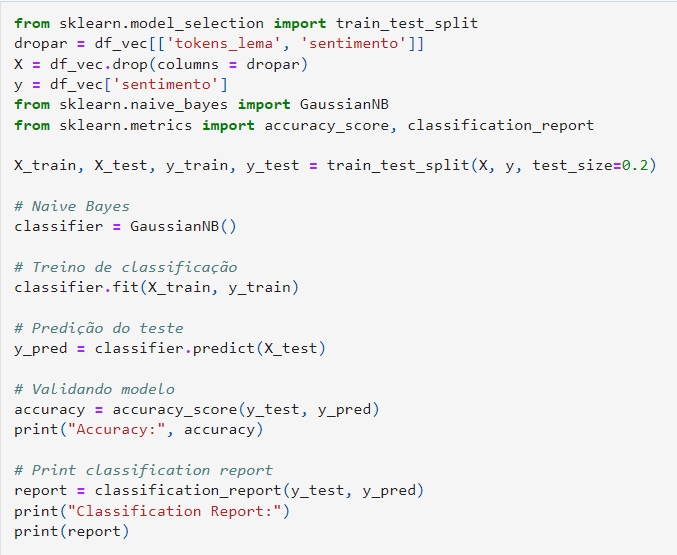 from sklearn.model_selection import train_test_split
dropar = df_vec[['tokens_lema', 'sentimento']]
X = df_vec.drop(columns = dropar)
y = df_vec['sentimento']
from sklearn.naive_bayes import GaussianNB
from sklearn.metrics import accuracy_score, classification_report
X_train, X_test, y_train, y_test = train_test_split(X, y, test_size=0.2)
# Naive Bayes
classifier = GaussianNB()
# Treino de classificação
classifier.fit(X_train, y_train)
# Predição do teste
y_pred = classifier.predict(X_test)
# Validando modelo
accuracy = accuracy_score(y_test, y_pred)
print("Accuracy:", accuracy)
# Print classification report
report = classification_report(y_test, y_pred)
print("Classification Report:")
print(report)